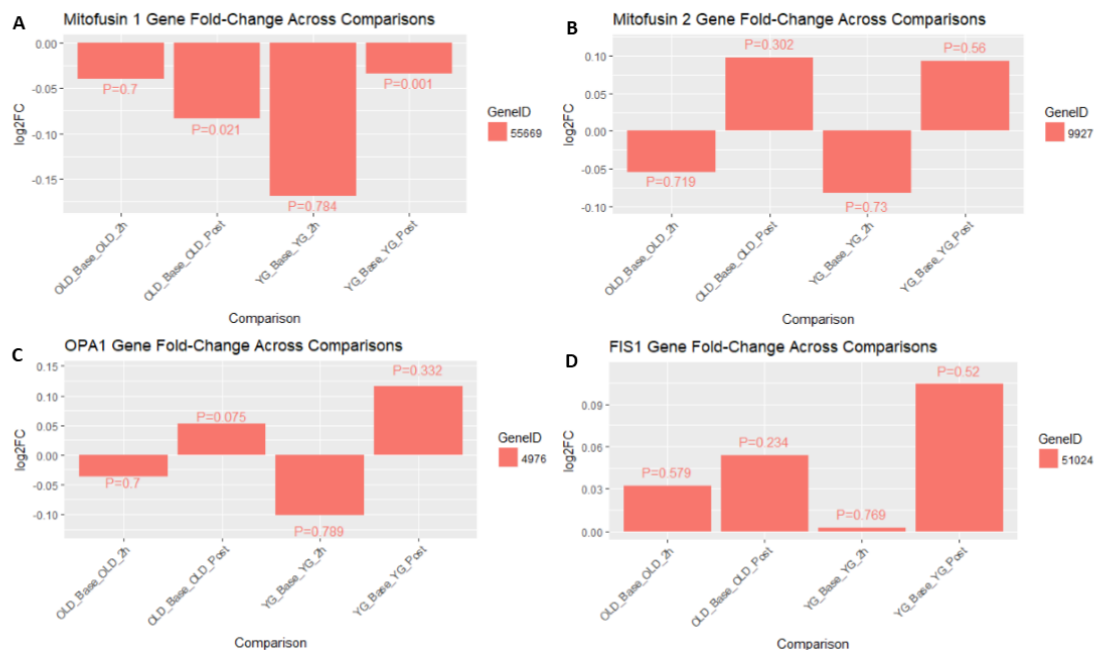 A
Mitofusin 1 Gene Fold-Change Across Comparisons
0.00
-0.05
-0.10
-0.15
log2FC
P=0.7
P=0.021
P=0.784
P=0.001
GeneID
55669
OLD_Base_OLD_2h
OLD_Base_OLD_Post
YG_Base_YG_2h
YG_Base_YG_Post
Comparison
B
Mitofusin 2 Gene Fold-Change Across Comparisons
0.10
0.05
0.00
-0.05
-0.10
log2FC
P=0.719
P=0.302
P=0.73
P=0.56
GeneID
9927
OLD_Base_OLD_2h
OLD_Base_OLD_Post
YG_Base_YG_2h
YG_Base_YG_Post
Comparison
C
OPA1 Gene Fold-Change Across Comparisons
0.15
0.10
0.05
0.00
-0.05
-0.10
log2FC
P=0.7
P=0.075
P=0.789
P=0.332
GeneID
4976
OLD_Base_OLD_2h
OLD_Base_OLD_Post
YG_Base_YG_2h
YG_Base_YG_Post
Comparison
D
FIS1 Gene Fold-Change Across Comparisons
0.09
0.06
0.03
0.00
log2FC
P=0.579
P=0.234
P=0.769
P=0.52
GeneID
51024
OLD_Base_OLD_2h
OLD_Base_OLD_Post
YG_Base_YG_2h
YG_Base_YG_Post
Comparison